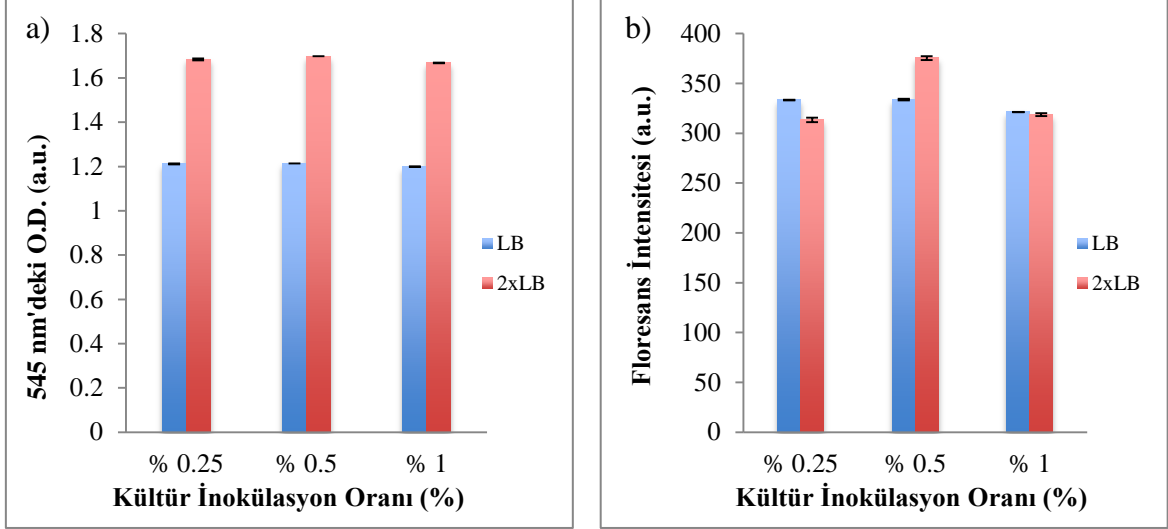 a)
1.8
1.6
1.4
1.2
1
0.8
0.6
0.4
0.2
0
545 nm'deki O.D. (a.u.)
% 0.25 % 0.5 % 1
Kültür İnokülasyon Oranı (%)
LB
2xLB
b)
400
350
300
250
200
150
100
50
0
Floresans İntensitesi (a.u.)
% 0.25 % 0.5 % 1
Kültür İnokülasyon Oranı (%)
LB
2xLB